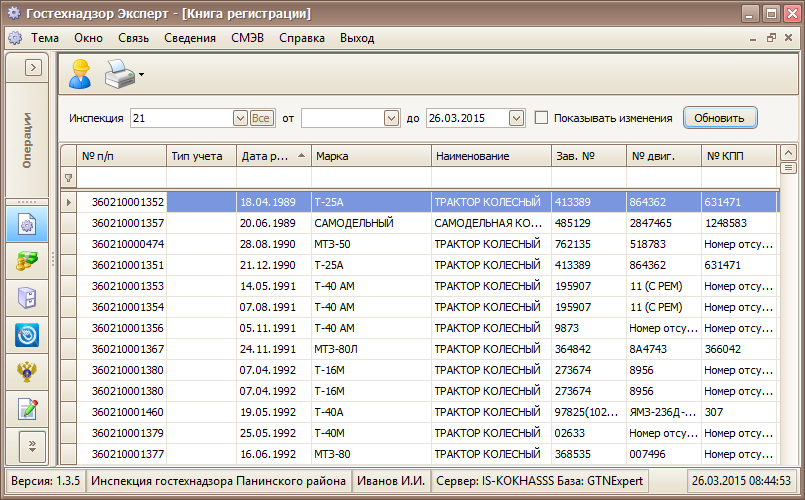 Гостехнадзор Эксперт - [Книга регистрации]
Тема Окно Связь Сведения СМЭВ Справка Выход
Операции
Инспекция 21 Все от до 26.03.2015 Показывать изменения Обновить
№ п/п Тип учета Дата р... Марка Наименование Зав. № № двиг. № КПП
360210001352 18.04.1989 Т-25А ТРАКТОР КОЛЕСНЫЙ 413389 864362 631471
360210001357 20.06.1989 САМОДЕЛЬНЫЙ САМОДЕЛЬНАЯ КО... 485129 2847465 1248583
360210000474 28.08.1990 МТЗ-50 ТРАКТОР КОЛЕСНЫЙ 762135 518783 Номер отсу...
360210001351 21.12.1990 Т-25А ТРАКТОР КОЛЕСНЫЙ 413389 864362 631471
360210001353 14.05.1991 Т-40 АМ ТРАКТОР КОЛЕСНЫЙ 195907 11 (С РЕМ) Номер отсу...
360210001354 07.08.1991 Т-40 АМ ТРАКТОР КОЛЕСНЫЙ 195907 11 (С РЕМ) Номер отсу...
360210001356 05.11.1991 Т-40 АМ ТРАКТОР КОЛЕСНЫЙ 9873 Номер отсу... Номер отсу...
360210001367 24.11.1991 МТЗ-80Л ТРАКТОР КОЛЕСНЫЙ 364842 8А4743 366042
360210001380 07.04.1992 Т-16М ТРАКТОР КОЛЕСНЫЙ 273674 8956 Номер отсу...
360210001380 07.04.1992 Т-16М ТРАКТОР КОЛЕСНЫЙ 273674 8956 Номер отсу...
360210001460 19.05.1992 Т-40А ТРАКТОР КОЛЕСНЫЙ 97825(102... ЯМЗ-236Д-... 307
360210001379 25.05.1992 Т-40М ТРАКТОР КОЛЕСНЫЙ 02633 Номер отсу... Номер отсу...
360210001377 16.06.1992 МТЗ-80 ТРАКТОР КОЛЕСНЫЙ 368535 007496 Номер отсу...
Версия: 1.3.5 Инспекция гостехнадзора Панинского района Иванов И.И. Сервер: IS-KOKHASSS База: GTNExpert 26.03.2015 08:44:53